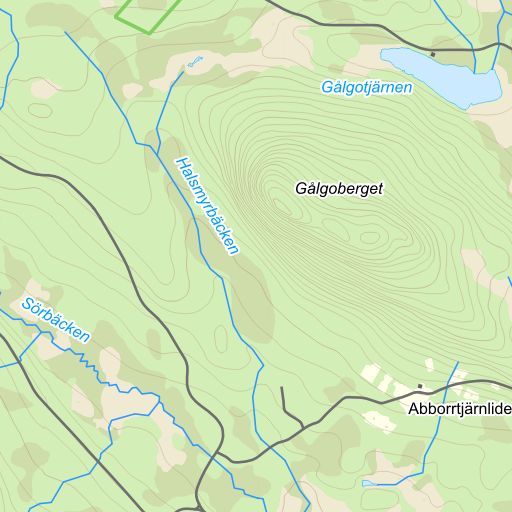 Gålgotjärnen
Gålgoberget
Halsmyrbäcken
Sörbäcken
Abborrtjärnlide